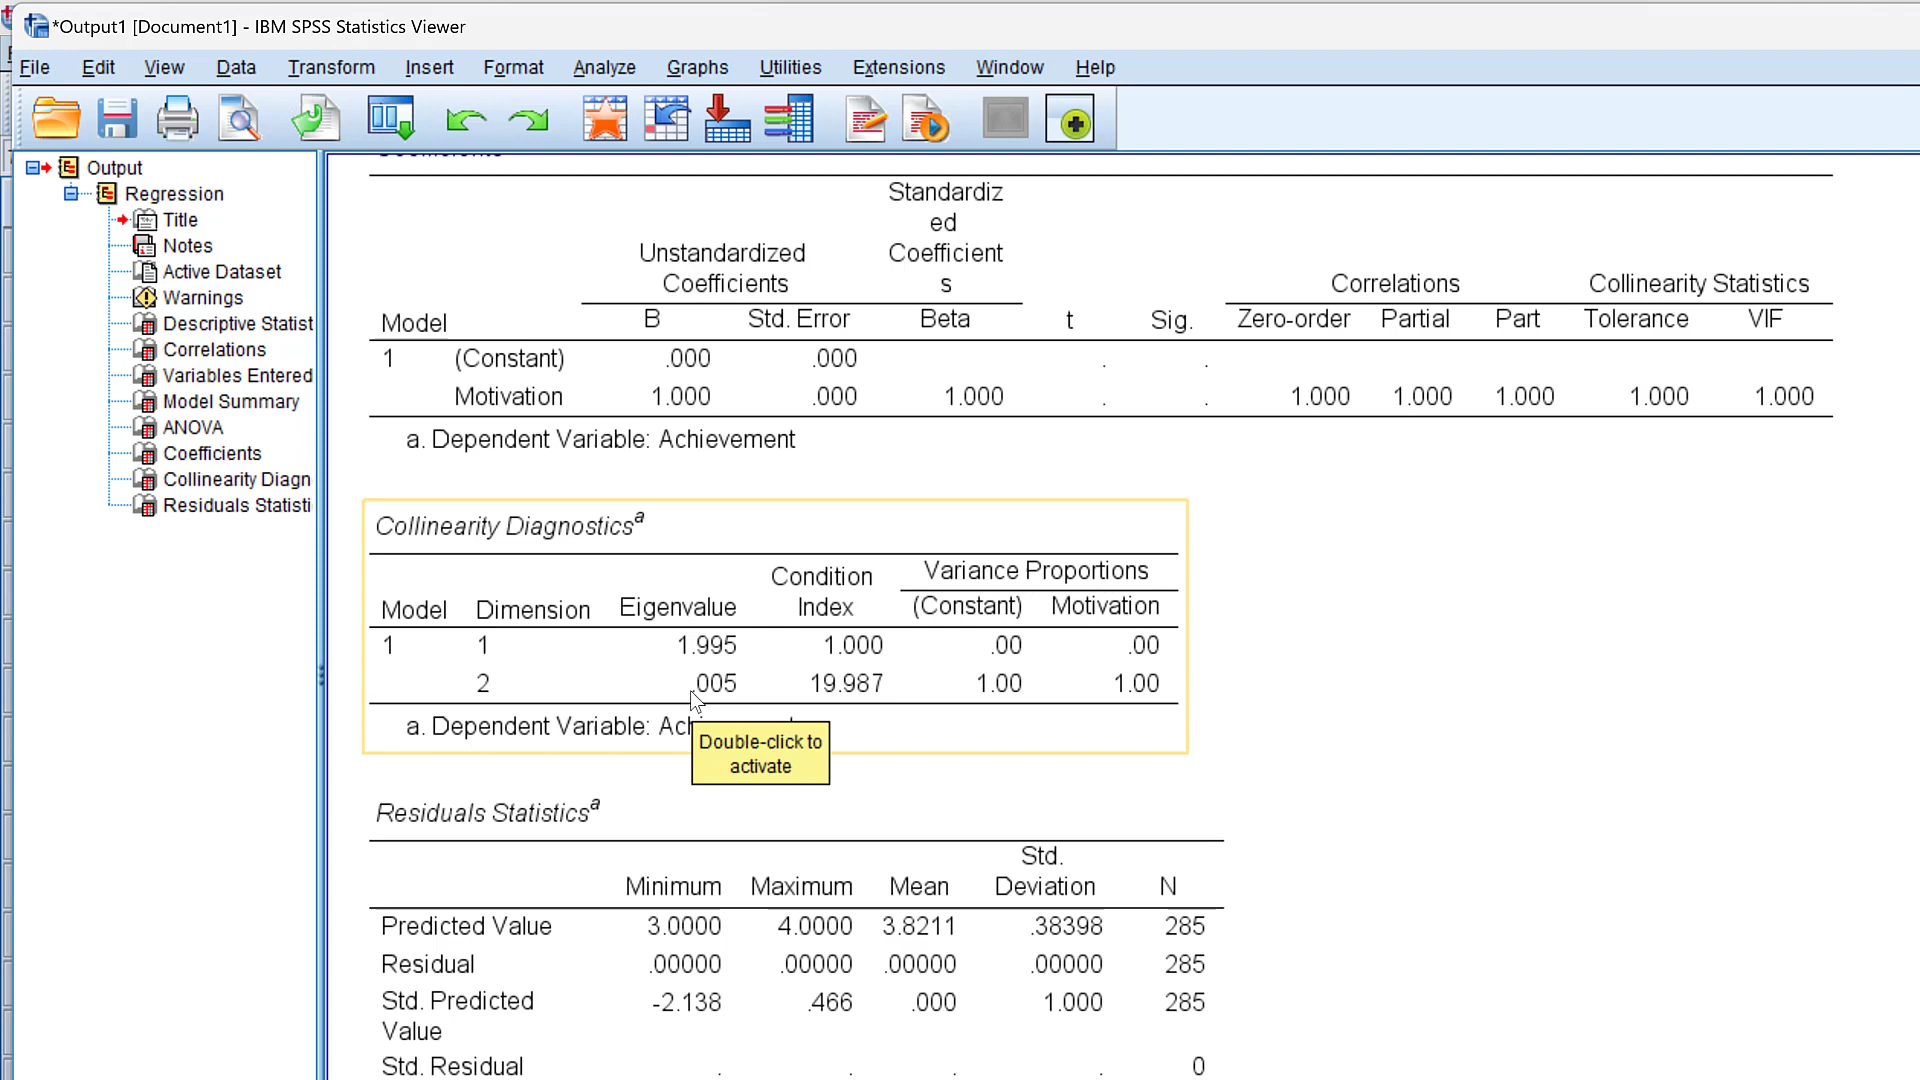 *Output1 [Document1] - IBM SPSS Statistics Viewer
File Edit View Data Transform Insert Format Analyze Graphs Utilities Extensions Window Help
Output
Regression
Title
Notes
Active Dataset
Warnings
Descriptive Statist
Correlations
Variables Entered
Model Summary
ANOVA
Coefficients
Collinearity Diagn
Residuals Statisti
Standardiz
ed
Unstandardized Coefficient
Coefficients s Correlations Collinearity Statistics
Model B Std. Error Beta t Sig. Zero-order Partial Part Tolerance VIF
1 (Constant) .000 .000 . .
Motivation 1.000 .000 1.000 . . 1.000 1.000 1.000 1.000 1.000
a. Dependent Variable: Achievement
Collinearity Diagnostics a
Condition Variance Proportions
Model Dimension Eigenvalue Index (Constant) Motivation
1 1 1.995 1.000 .00 .00
2 .005 19.987 1.00 1.00
a. Dependent Variable:
Double-click to
activate
Residuals Statistics a
Std.
Minimum Maximum Mean Deviation N
Predicted Value 3.0000 4.0000 3.8211 .38398 285
Residual .00000 .00000 .00000 .00000 285
Std. Predicted -2.138 .466 .000 1.000 285
Value
Std. Residual . . . . 0